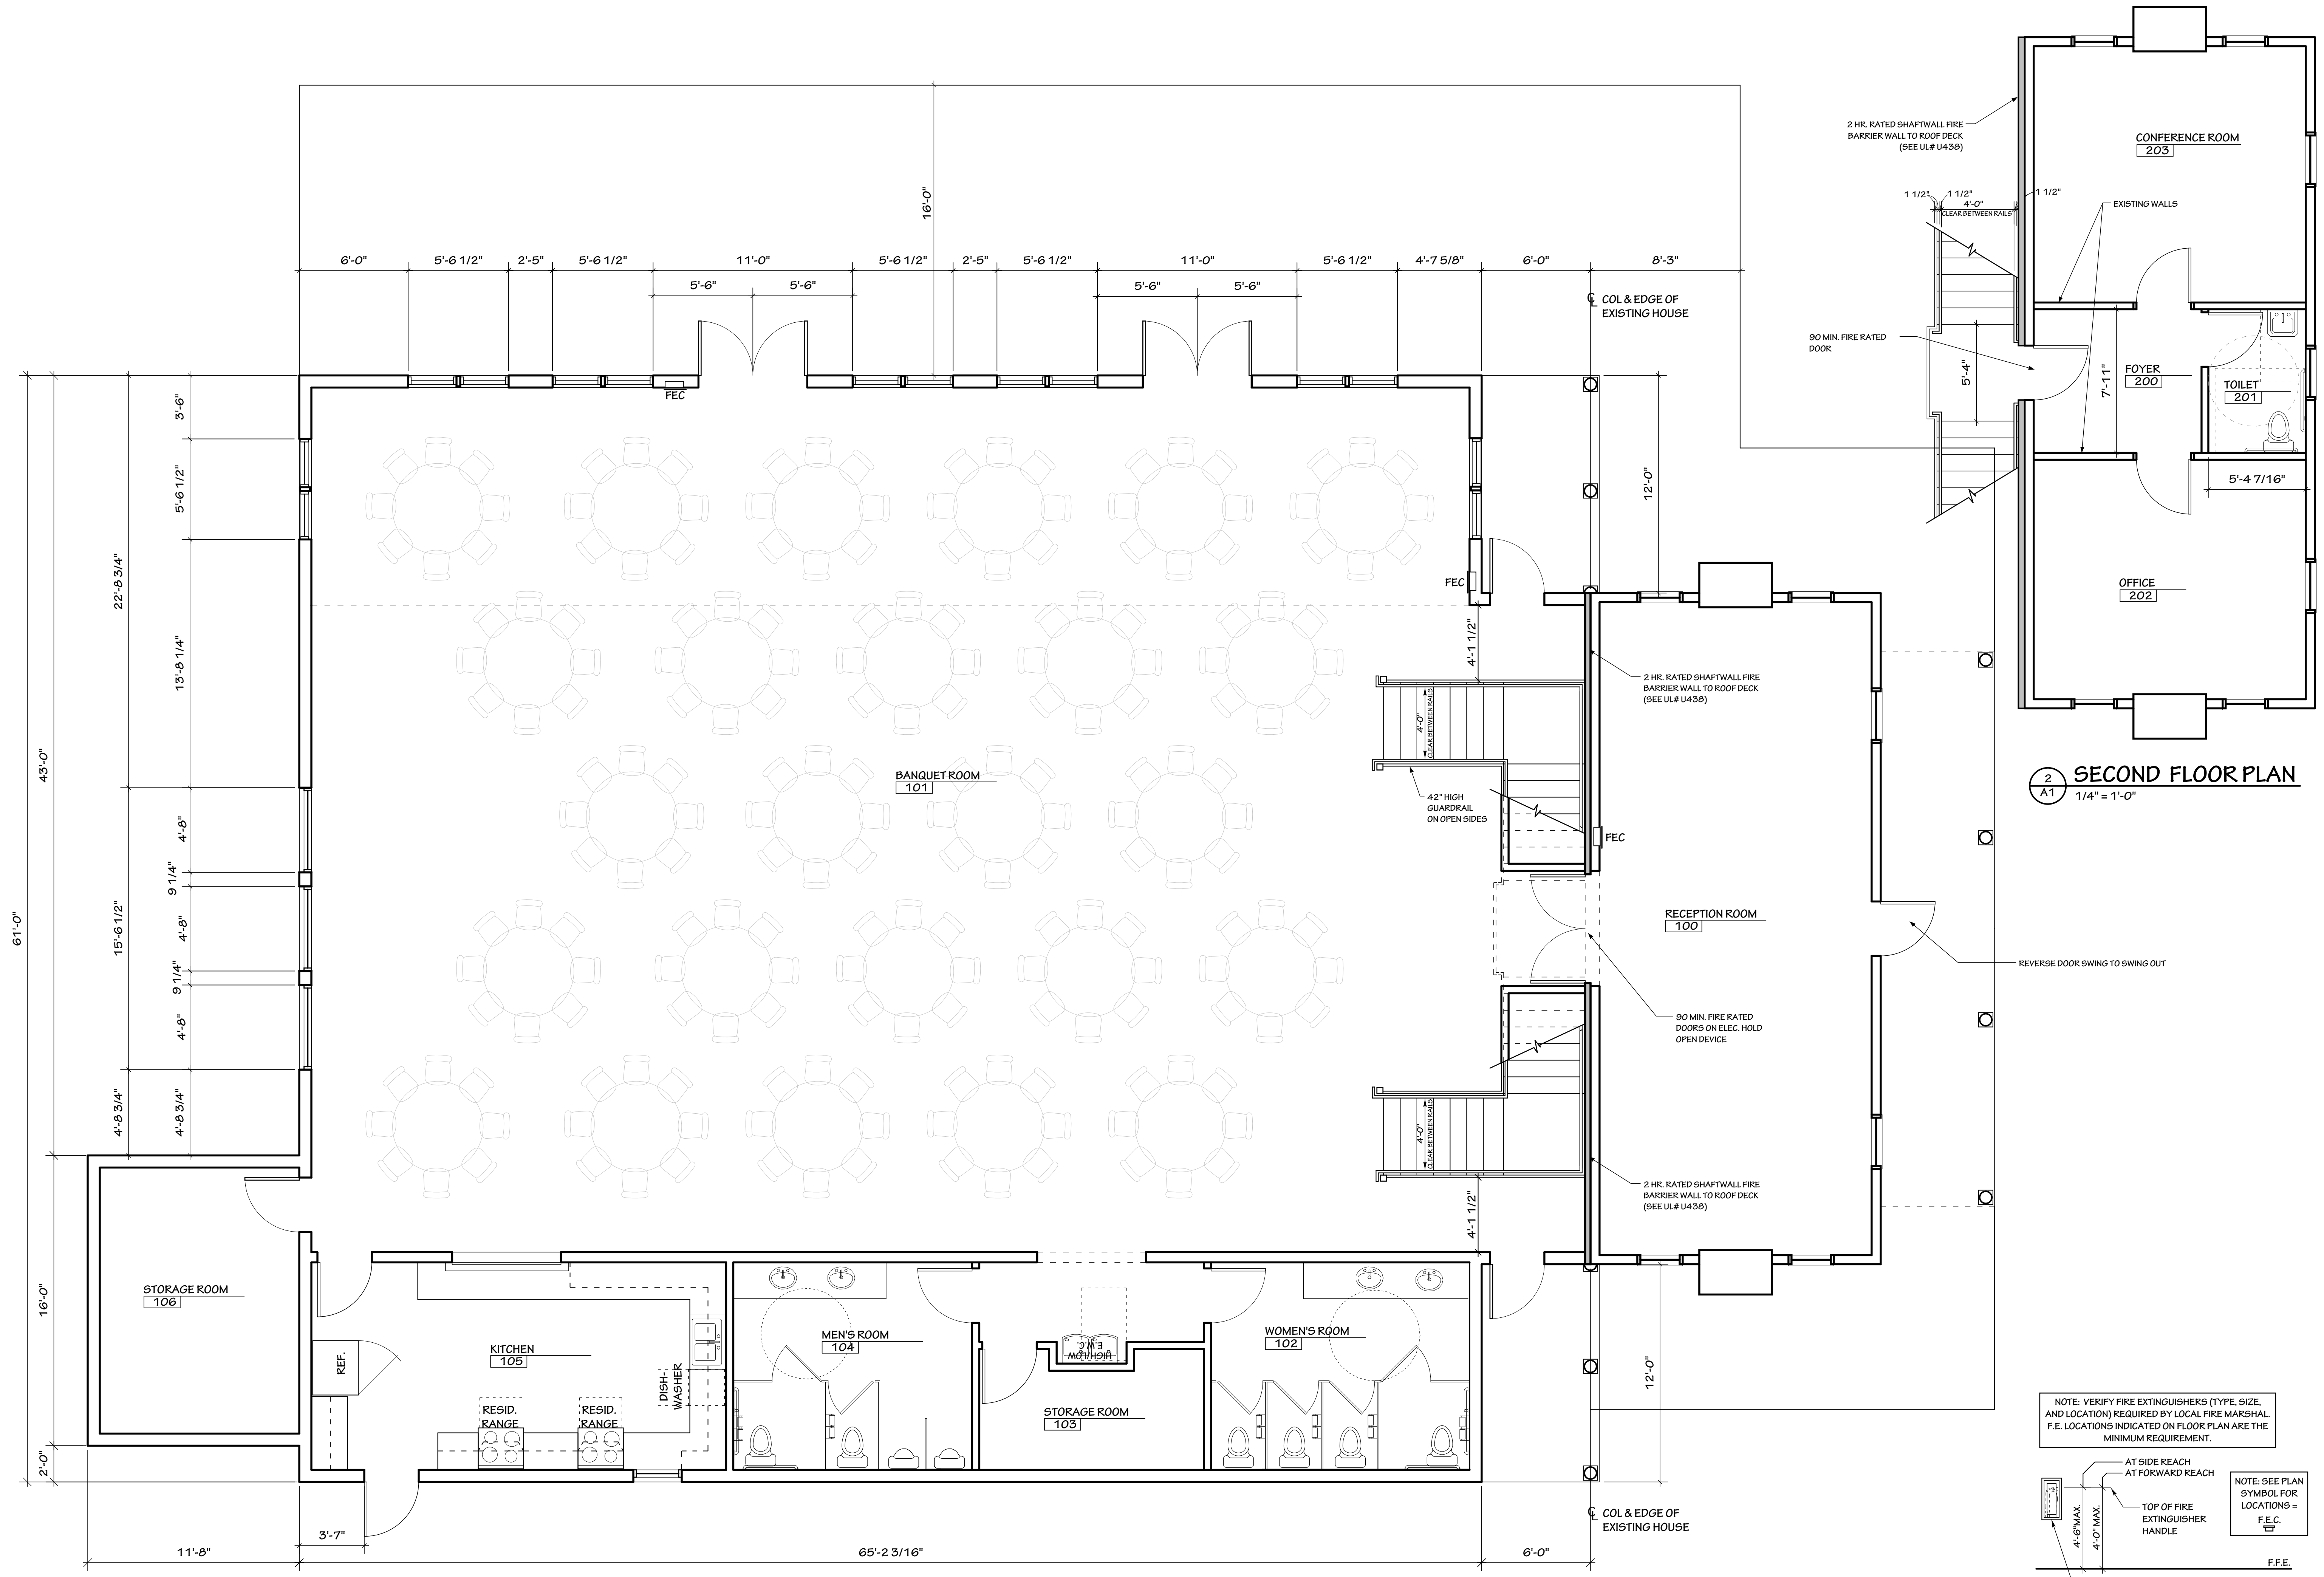 16'-0"
6'-0"
5'-6 1/2"
2'-5"
5'-6 1/2"
11'-0"
5'-6 1/2"
2'-5"
5'-6 1/2"
11'-0"
5'-6 1/2"
4'-7 5/8"
6'-0"
8'-3"
5'-6"
5'-6"
5'-6"
5'-6"
COL & EDGE OF
EXISTING HOUSE
FEC
61'-0"
43'-0"
16'-0"
2'-0"
22'-8 3/4"
15'-6 1/2"
4'-8 3/4"
3'-6"
5'-6 1/2"
13'-8 1/4"
4'-8"
9 1/4"
4'-8"
9 1/4"
4'-8"
4'-8 3/4"
BANQUET ROOM
101
FEC
12'-0"
4'-1 1/2"
4'-0"
CLEAR BETWEEN RAILS
42" HIGH
GUARDRAIL
ON OPEN SIDES
2 HR. RATED SHAFTWALL FIRE
BARRIER WALL TO ROOF DECK
(SEE UL# U438)
FEC
RECEPTION ROOM
100
REVERSE DOOR SWING TO SWING OUT
90 MIN. FIRE RATED
DOORS ON ELEC. HOLD
OPEN DEVICE
4'-0"
CLEAR BETWEEN RAILS
4'-1 1/2"
2 HR. RATED SHAFTWALL FIRE
BARRIER WALL TO ROOF DECK
(SEE UL# U438)
12'-0"
STORAGE ROOM
106
REF.
KITCHEN
105
RESID.
RANGE
RESID.
RANGE
DISH-
WASHER
MEN'S ROOM
104
HIGH/LOW
E.W.C.
STORAGE ROOM
103
WOMEN'S ROOM
102
COL & EDGE OF
EXISTING HOUSE
3'-7"
11'-8"
65'-2 3/16"
6'-0"
2 HR. RATED SHAFTWALL FIRE
BARRIER WALL TO ROOF DECK
(SEE UL# U438)
CONFERENCE ROOM
203
1 1/2"
1 1/2"
1 1/2"
4'-0"
CLEAR BETWEEN RAILS
EXISTING WALLS
90 MIN. FIRE RATED
DOOR
5'-4"
7'-11"
FOYER
200
TOILET
201
5'-4 7/16"
OFFICE
202
2
A1
SECOND FLOOR PLAN
1/4" = 1'-0"
NOTE: VERIFY FIRE EXTINGUISHERS (TYPE, SIZE,
AND LOCATION) REQUIRED BY LOCAL FIRE MARSHAL.
F.E. LOCATIONS INDICATED ON FLOOR PLAN ARE THE
MINIMUM REQUIREMENT.
AT SIDE REACH
AT FORWARD REACH
4'-6" MAX.
4'-0" MAX.
TOP OF FIRE
EXTINGUISHER
HANDLE
NOTE: SEE PLAN
SYMBOL FOR
LOCATIONS =
F.E.C.
F.F.E.